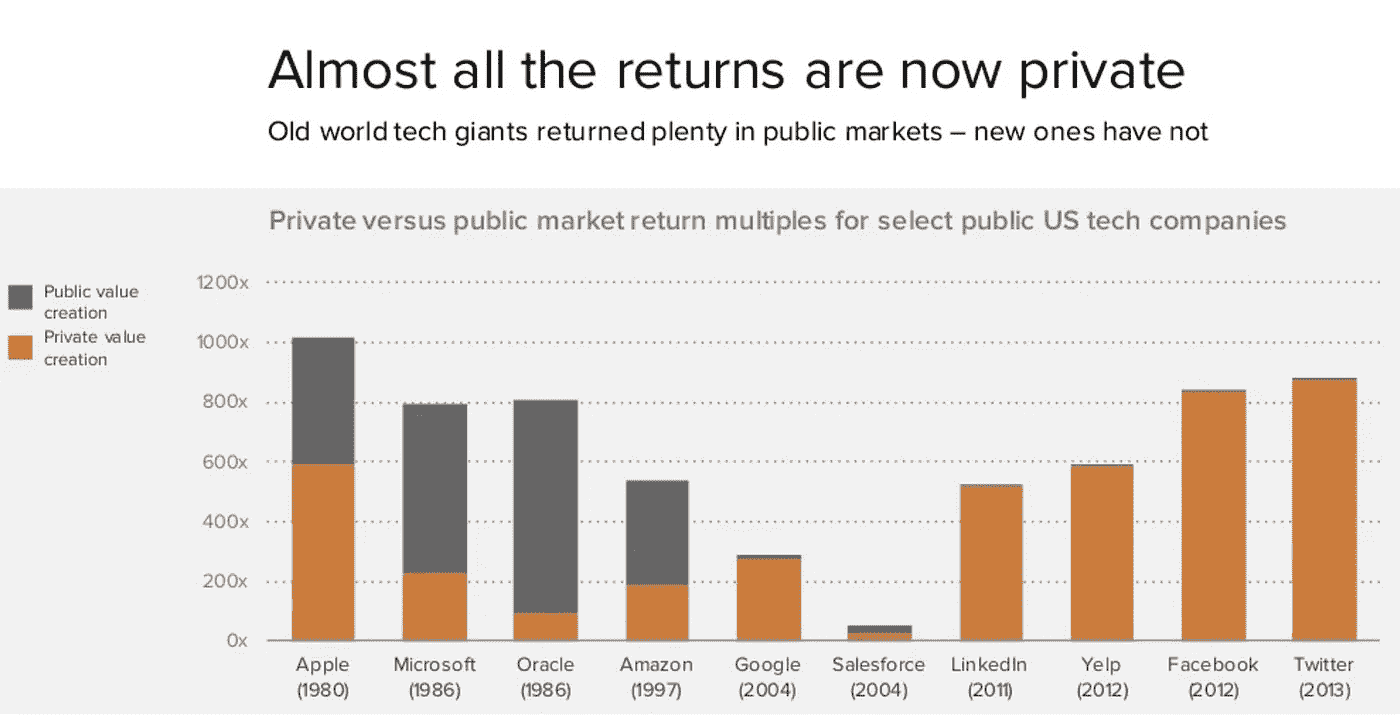 Almost all the returns are now private
Old world tech giants returned plenty in public markets – new ones have not
Private versus public market return multiples for select public US tech companies
Public value
creation
Private value
creation
1200x
1000x
800x
600x
400x
200x
0x
Apple
(1980)
Microsoft
(1986)
Oracle
(1986)
Amazon
(1997)
Google
(2004)
Salesforce
(2004)
LinkedIn
(2011)
Yelp
(2012)
Facebook
(2012)
Twitter
(2013)